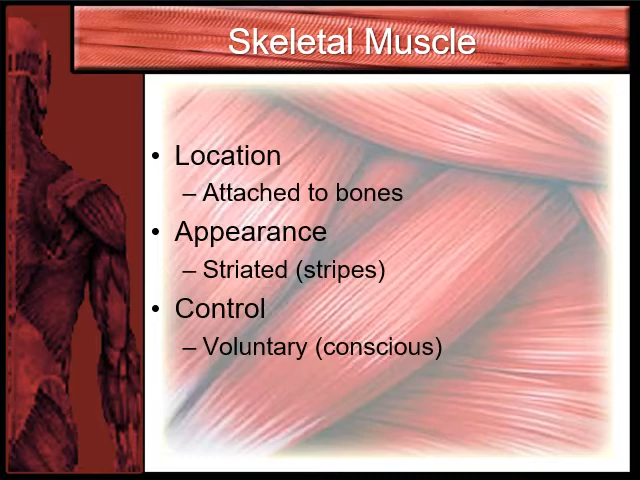 Skeletal Muscle
• Location
– Attached to bones
• Appearance
– Striated (stripes)
• Control
– Voluntary (conscious)